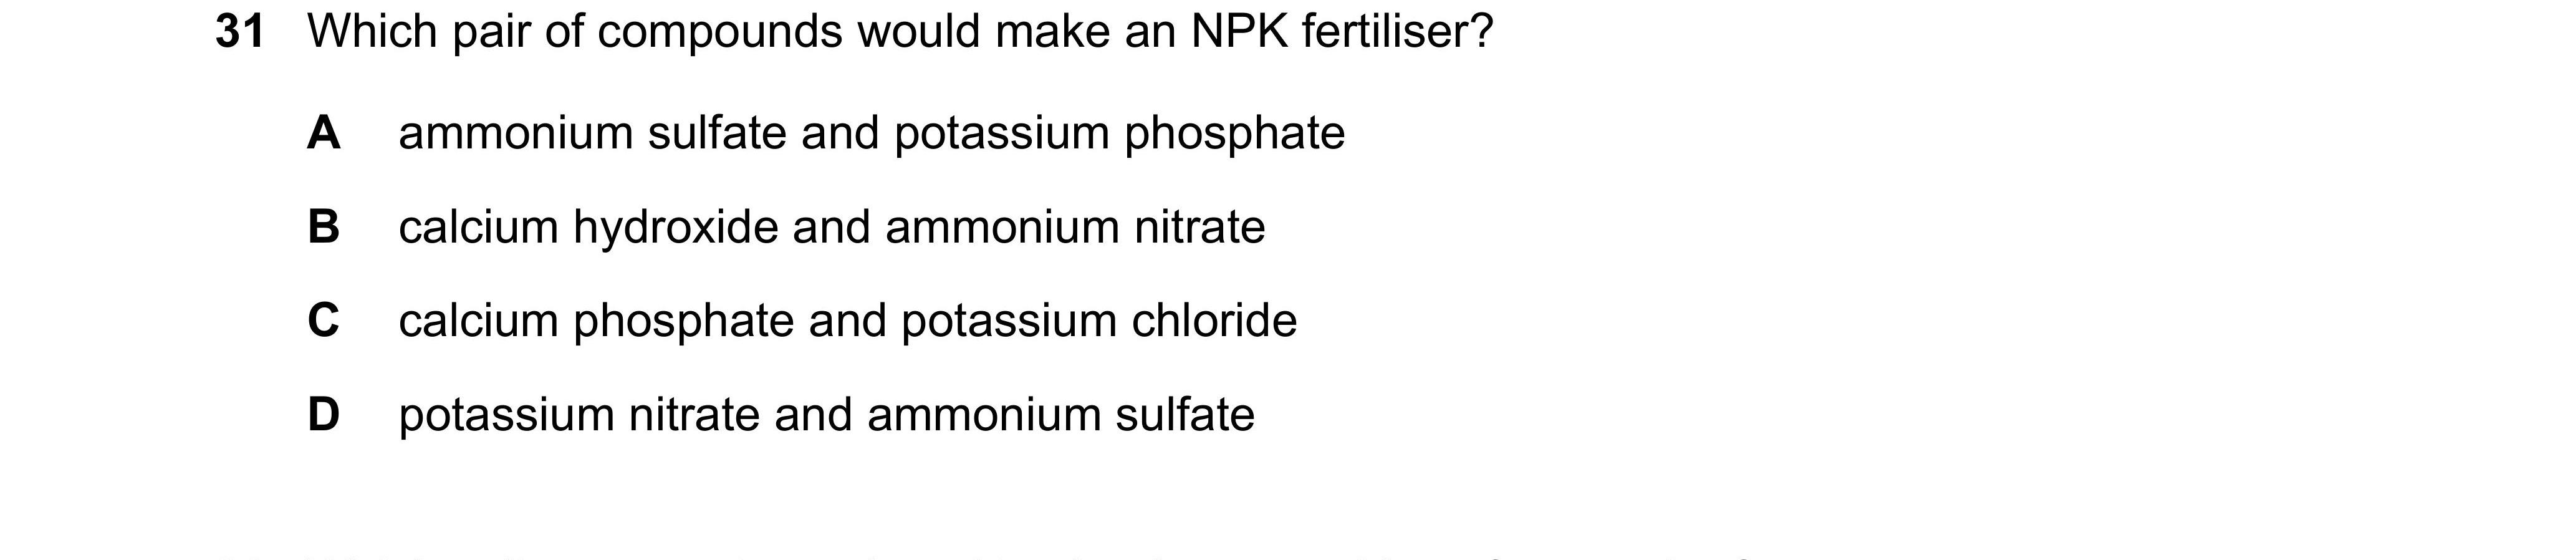 31 Which pair of compounds would make an NPK fertiliser?
A ammonium sulfate and potassium phosphate
B calcium hydroxide and ammonium nitrate
C calcium phosphate and potassium chloride
D potassium nitrate and ammonium sulfate